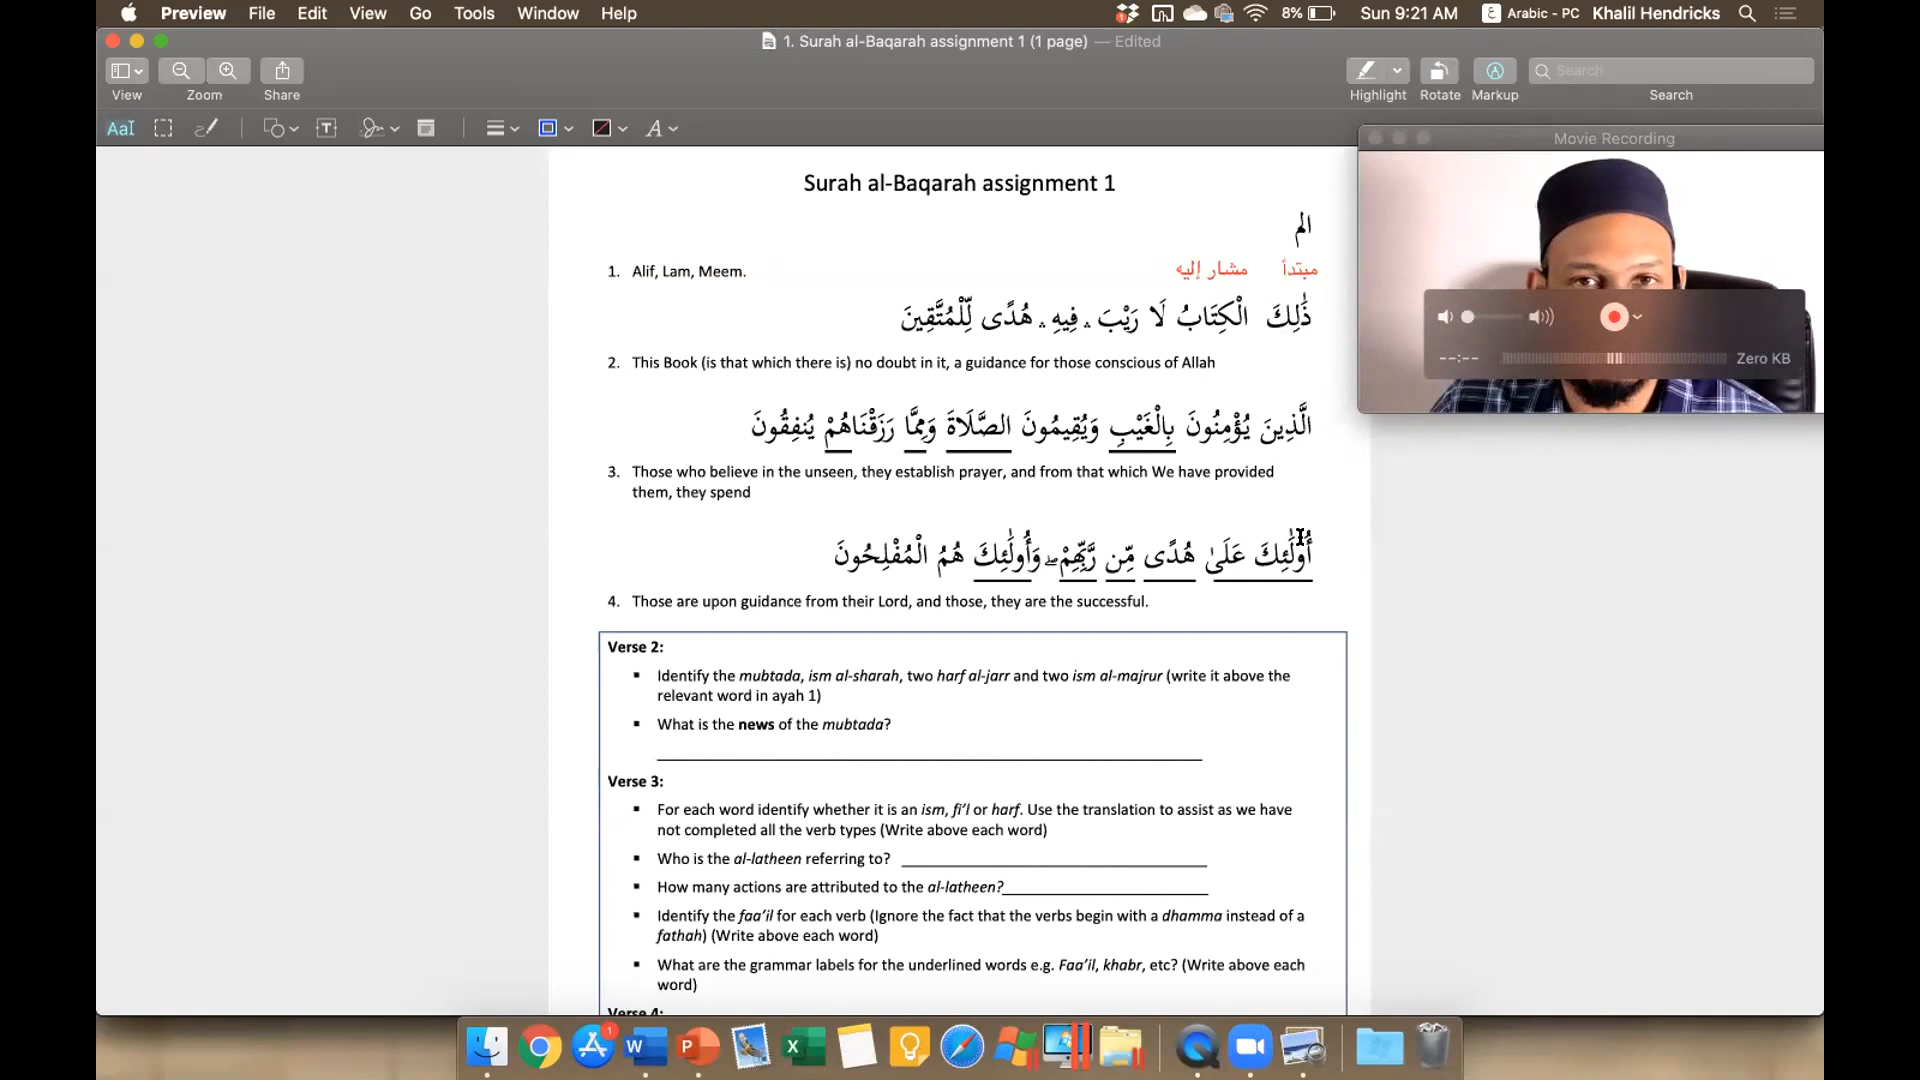 Preview File Edit View Go Tools Window Help 8% Sun 9:21 AM ع Arabic - PC Khalil Hendricks
1. Surah al-Baqarah assignment 1 (1 page) — Edited
Search
View Zoom Share Highlight Rotate Markup Search
AaI T A
Movie Recording
Surah al-Baqarah assignment 1
الم
مبتدأ مشار إليه
1. Alif, Lam, Meem.
ذَٰلِكَ الْكِتَابُ لَا رَيْبَ ۛ فِيهِ ۛ هُدًى لِّلْمُتَّقِينَ
--:-- Zero KB
2. This Book (is that which there is) no doubt in it, a guidance for those conscious of Allah
الَّذِينَ يُؤْمِنُونَ بِالْغَيْبِ وَيُقِيمُونَ الصَّلَاةَ وَمِمَّا رَزَقْنَاهُمْ يُنفِقُونَ
3. Those who believe in the unseen, they establish prayer, and from that which We have provided
them, they spend
أُولَٰئِكَ عَلَىٰ هُدًى مِّن رَّبِّهِمْ ۖ وَأُولَٰئِكَ هُمُ الْمُفْلِحُونَ
4. Those are upon guidance from their Lord, and those, they are the successful.
Verse 2:
▪ Identify the mubtada, ism al-sharah, two harf al-jarr and two ism al-majrur (write it above the
relevant word in ayah 1)
▪ What is the news of the mubtada?
Verse 3:
▪ For each word identify whether it is an ism, fi’l or harf. Use the translation to assist as we have
not completed all the verb types (Write above each word)
▪ Who is the al-latheen referring to?
▪ How many actions are attributed to the al-latheen?
▪ Identify the faa’il for each verb (Ignore the fact that the verbs begin with a dhamma instead of a
fathah) (Write above each word)
▪ What are the grammar labels for the underlined words e.g. Faa’il, khabr, etc? (Write above each
word)
Verse 4:
1 W P X